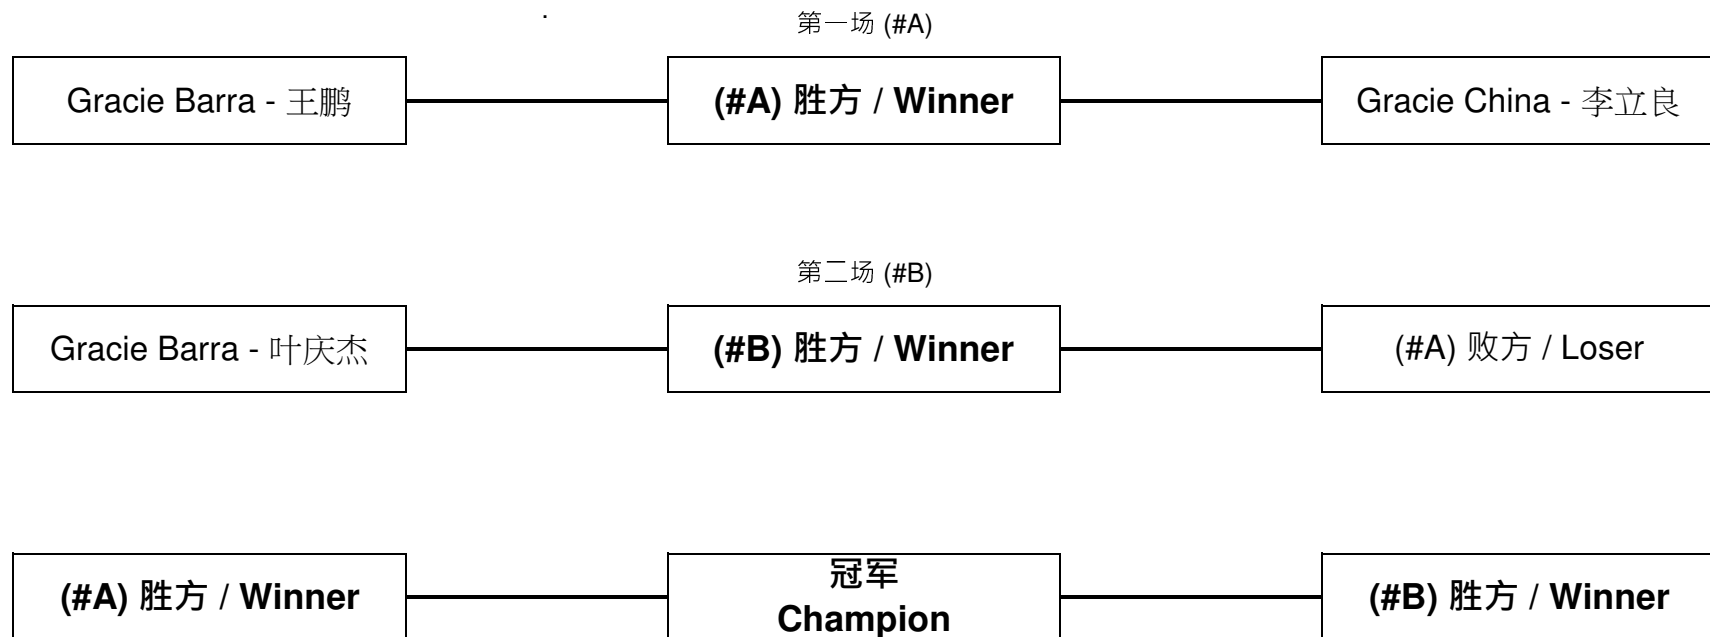 第一场 (#A)
Gracie Barra - 王鹏
(#A) 胜方 / Winner
Gracie China - 李立良
第二场 (#B)
Gracie Barra - 叶庆杰
(#B) 胜方 / Winner
(#A) 败方 / Loser
(#A) 胜方 / Winner
冠军
Champion
(#B) 胜方 / Winner